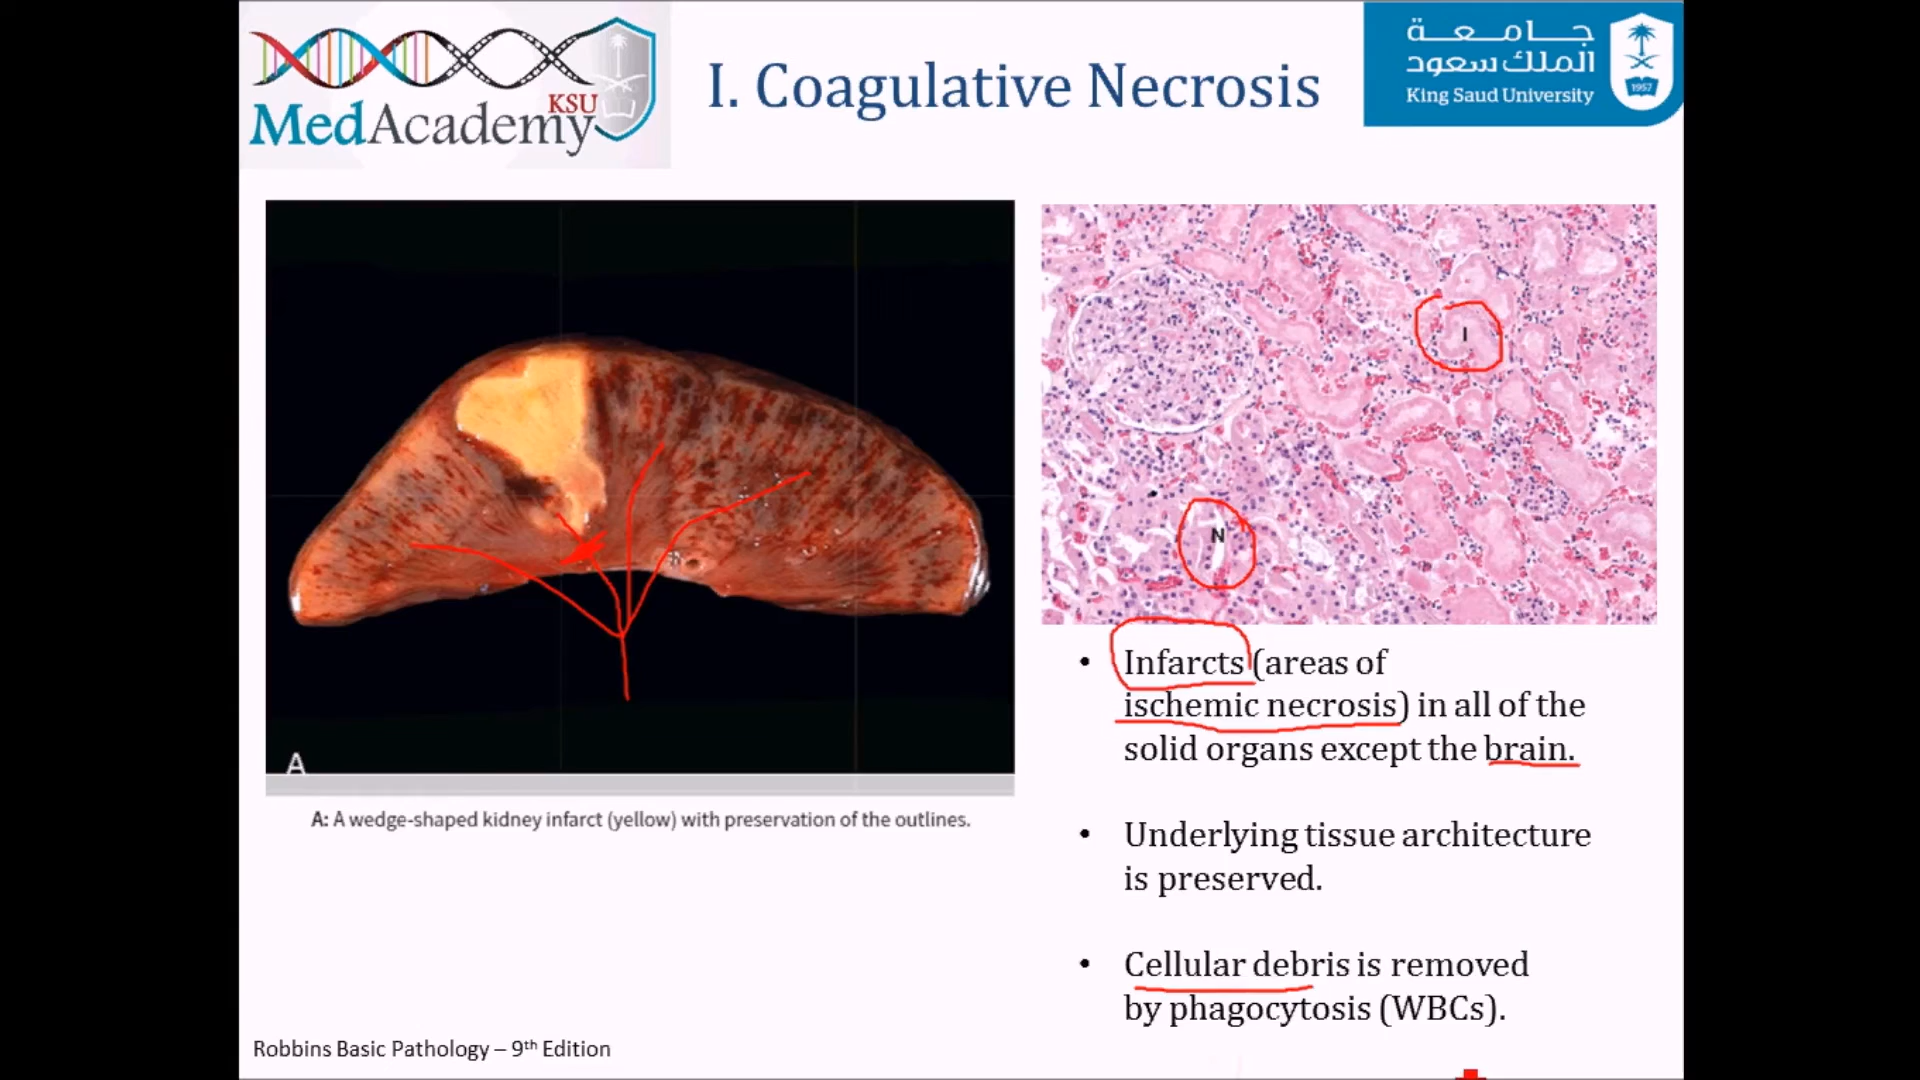 KSU
MedAcademy
I. Coagulative Necrosis
جامعة
الملك سعود
King Saud University
1957
I
N
A
A: A wedge-shaped kidney infarct (yellow) with preservation of the outlines.
• Infarcts (areas of
ischemic necrosis) in all of the
solid organs except the brain.
• Underlying tissue architecture
is preserved.
• Cellular debris is removed
by phagocytosis (WBCs).
Robbins Basic Pathology – 9th Edition